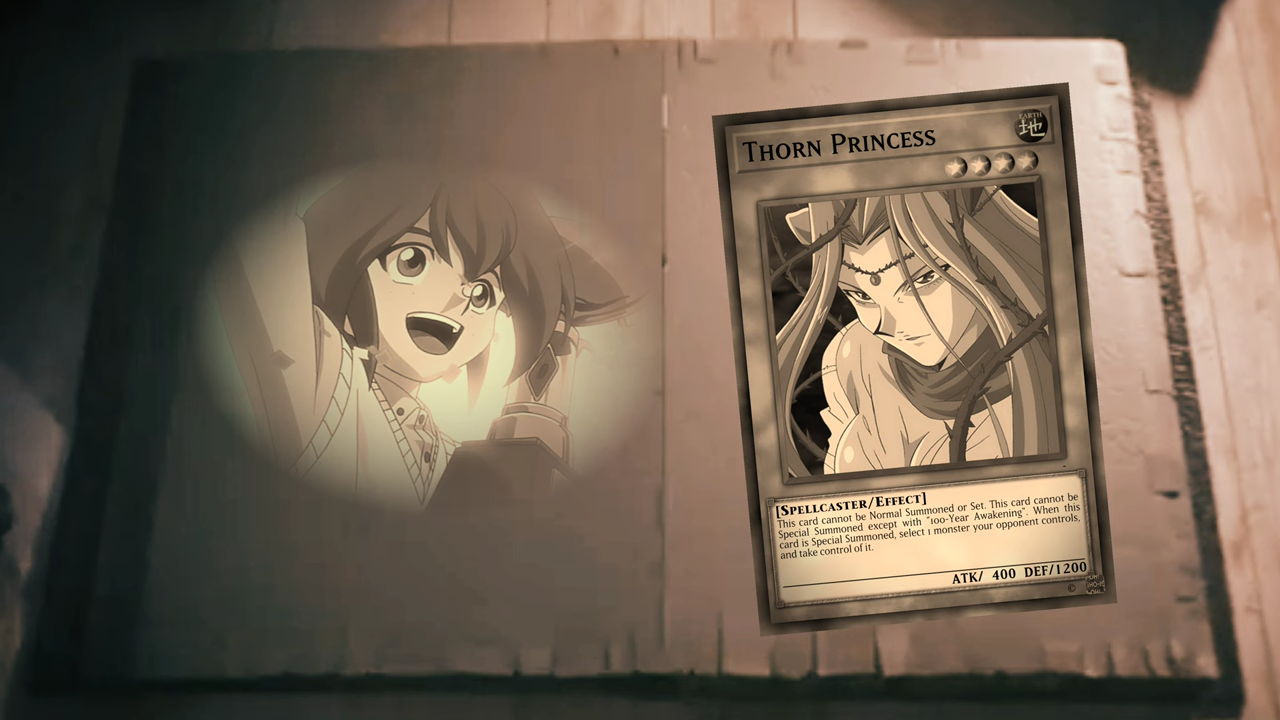 THORN PRINCESS
EARTH
地
[SPELLCASTER/EFFECT]
This card cannot be Normal Summoned or Set. This card cannot be
Special Summoned except with "100-Year Awakening". When this
card is Special Summoned, select 1 monster your opponent controls,
and take control of it.
ATK/ 400 DEF/1200
©